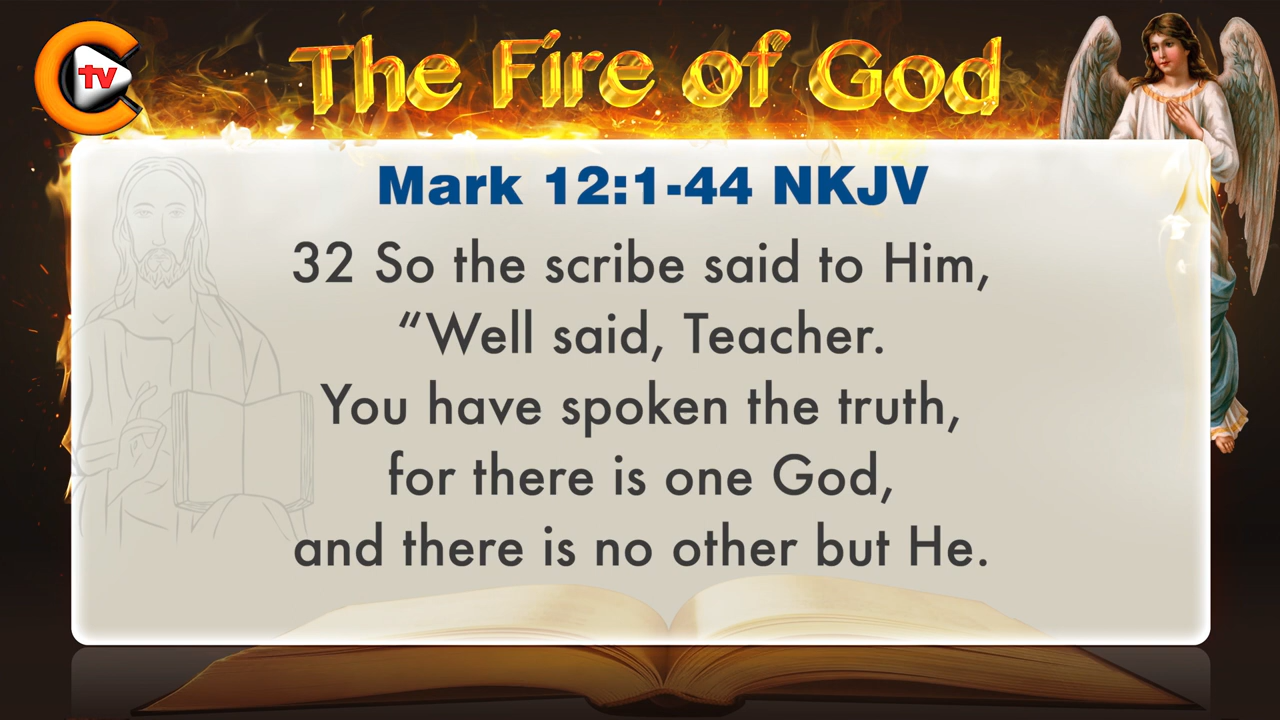 tv
The Fire of God
Mark 12:1-44 NKJV
32 So the scribe said to Him,
“Well said, Teacher.
You have spoken the truth,
for there is one God,
and there is no other but He.